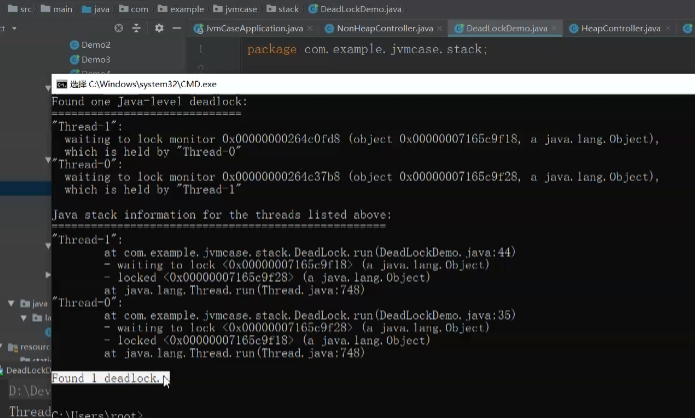 src main java com example jvmcase stack DeadLockDemo.java
JvmCaseApplication.java NonHeapController.java DeadLockDemo.java HeapController.java
Demo2
1 package com.example.jvmcase.stack;
Demo3
选择 C:\Windows\system32\CMD.exe
Found one Java-level deadlock:
=============================
"Thread-1":
waiting to lock monitor 0x00000000264c0fd8 (object 0x00000007165c9f18, a java.lang.Object),
which is held by "Thread-0"
"Thread-0":
waiting to lock monitor 0x00000000264c37b8 (object 0x00000007165c9f28, a java.lang.Object),
which is held by "Thread-1"
Java stack information for the threads listed above:
===================================================
"Thread-1":
at com.example.jvmcase.stack.DeadLock.run(DeadLockDemo.java:44)
- waiting to lock <0x00000007165c9f18> (a java.lang.Object)
- locked <0x00000007165c9f28> (a java.lang.Object)
at java.lang.Thread.run(Thread.java:748)
"Thread-0":
at com.example.jvmcase.stack.DeadLock.run(DeadLockDemo.java:35)
- waiting to lock <0x00000007165c9f28> (a java.lang.Object)
- locked <0x00000007165c9f18> (a java.lang.Object)
at java.lang.Thread.run(Thread.java:748)
java
resourc
DeadLockD
Found 1 deadlock.
D:\Dev
Thread
C:\Users\root>